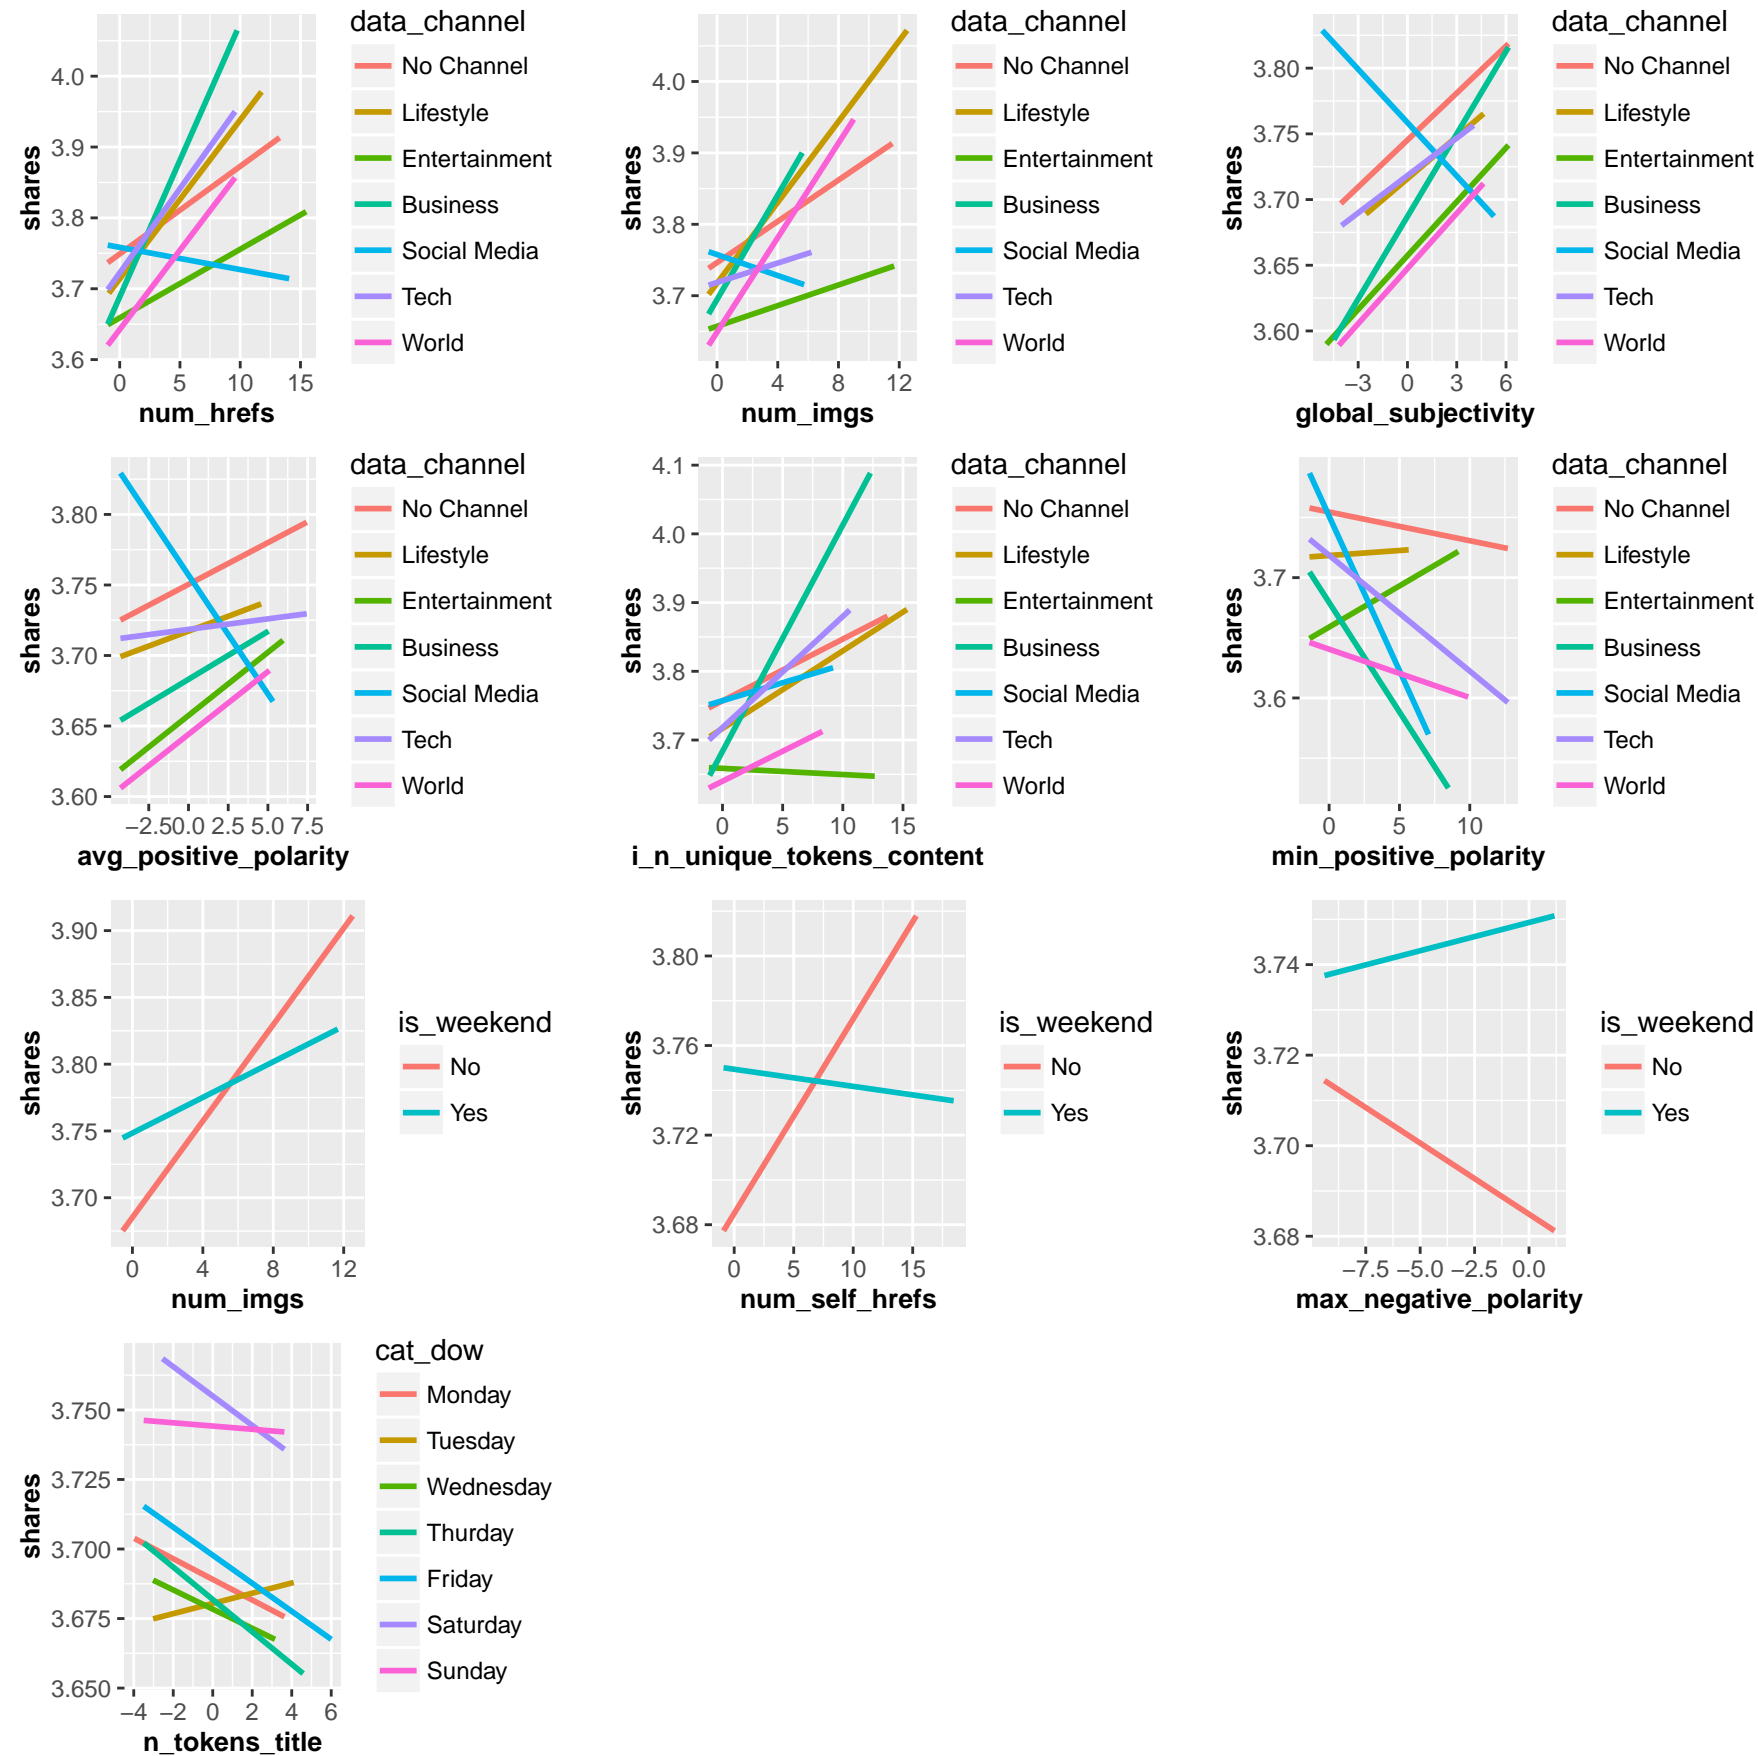 data_channel
No Channel
Lifestyle
Entertainment
Business
Social Media
Tech
World
shares
4.0
3.9
3.8
3.7
3.6
0 5 10 15
num_hrefs
data_channel
No Channel
Lifestyle
Entertainment
Business
Social Media
Tech
World
shares
4.0
3.9
3.8
3.7
0 4 8 12
num_imgs
data_channel
No Channel
Lifestyle
Entertainment
Business
Social Media
Tech
World
shares
3.80
3.75
3.70
3.65
3.60
−3 0 3 6
global_subjectivity
data_channel
No Channel
Lifestyle
Entertainment
Business
Social Media
Tech
World
shares
3.80
3.75
3.70
3.65
3.60
−2.5 0.0 2.5 5.0 7.5
avg_positive_polarity
data_channel
No Channel
Lifestyle
Entertainment
Business
Social Media
Tech
World
shares
4.1
4.0
3.9
3.8
3.7
0 5 10 15
i_n_unique_tokens_content
data_channel
No Channel
Lifestyle
Entertainment
Business
Social Media
Tech
World
shares
3.7
3.6
0 5 10
min_positive_polarity
is_weekend
No
Yes
shares
3.90
3.85
3.80
3.75
3.70
0 4 8 12
num_imgs
is_weekend
No
Yes
shares
3.80
3.76
3.72
3.68
0 5 10 15
num_self_hrefs
is_weekend
No
Yes
shares
3.74
3.72
3.70
3.68
−7.5 −5.0 −2.5 0.0
max_negative_polarity
cat_dow
Monday
Tuesday
Wednesday
Thurday
Friday
Saturday
Sunday
shares
3.750
3.725
3.700
3.675
3.650
−4 −2 0 2 4 6
n_tokens_title